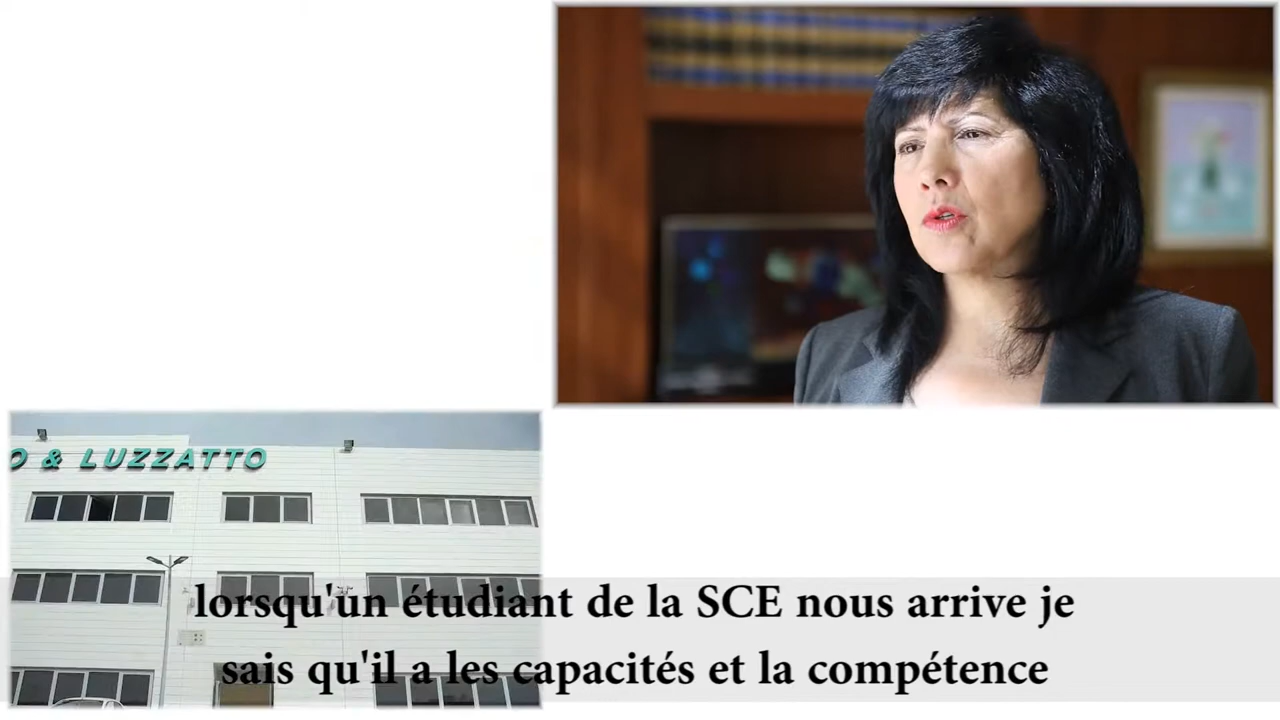 O & LUZZATTO
lorsqu'un étudiant de la SCE nous arrive je
sais qu'il a les capacités et la compétence